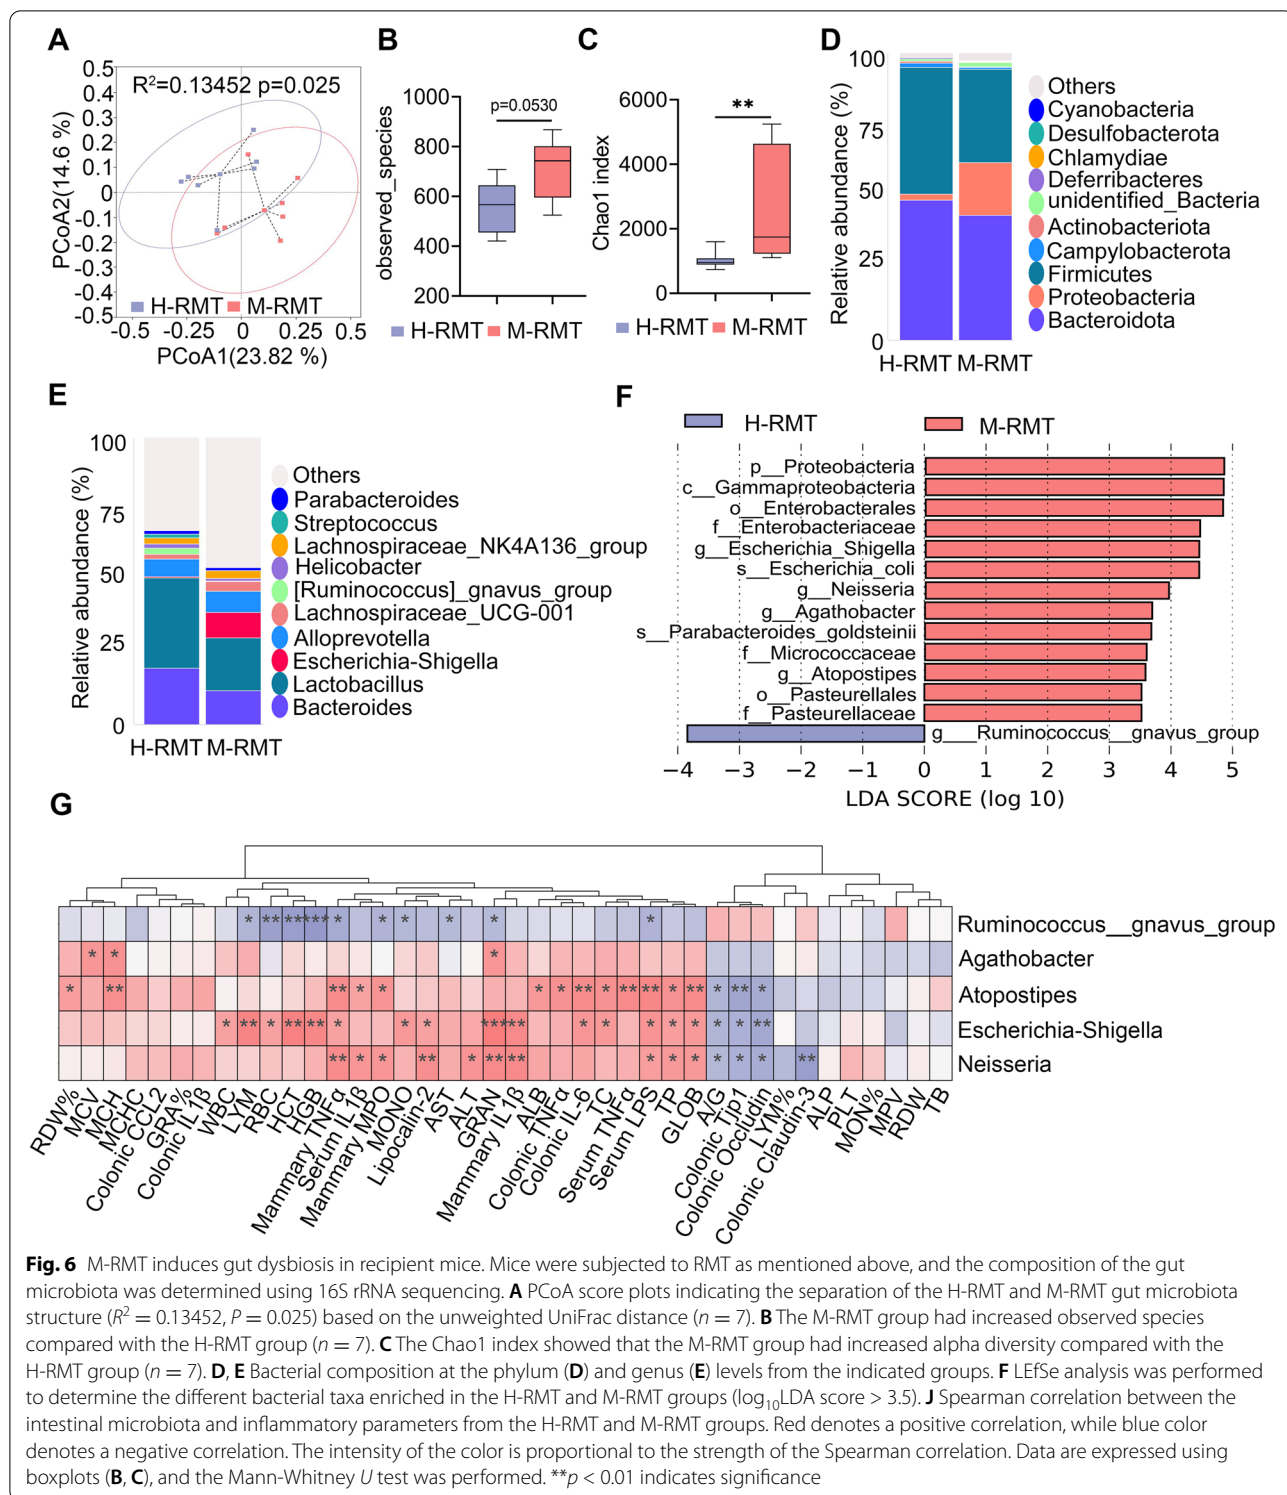 A
R²=0.13452 p=0.025
0.5
0.4
0.3
0.2
0.1
0
-0.1
-0.2
-0.3
-0.4
-0.5
PCoA2(14.6 %)
H-RMT M-RMT
-0.5 -0.25 0 0.25 0.5
PCoA1(23.82 %)
B
p=0.0530
1000
800
600
400
200
observed_species
H-RMT M-RMT
C
**
6000
4000
2000
0
Chao1 index
H-RMT M-RMT
D
100
75
50
25
0
Relative abundance (%)
H-RMT M-RMT
Others
Cyanobacteria
Desulfobacterota
Chlamydiae
Deferribacteres
unidentified_Bacteria
Actinobacteriota
Campylobacterota
Firmicutes
Proteobacteria
Bacteroidota
E
100
75
50
25
0
Relative abundance (%)
H-RMT M-RMT
Others
Parabacteroides
Streptococcus
Lachnospiraceae_NK4A136_group
Helicobacter
[Ruminococcus]_gnavus_group
Lachnospiraceae_UCG-001
Alloprevotella
Escherichia-Shigella
Lactobacillus
Bacteroides
F
H-RMT M-RMT
p__Proteobacteria
c__Gammaproteobacteria
o__Enterobacterales
f__Enterobacteriaceae
g__Escherichia_Shigella
s__Escherichia_coli
g__Neisseria
g__Agathobacter
s__Parabacteroides_goldsteinii
f__Micrococcaceae
g__Atopostipes
o__Pasteurellales
f__Pasteurellaceae
g___Ruminococcus__gnavus_group
−4 −3 −2 −1 0 1 2 3 4 5
LDA SCORE (log 10)
G
* ** ** *** * * * * * * Ruminococcus__gnavus_group
* * * Agathobacter
* ** ** * * * * ** * ** ** * ** * ** * Atopostipes
* ** * ** ** * * * *** ** * * * * * * * ** Escherichia-Shigella
** * * ** * ** ** * * * * * * ** Neisseria
RDW% MCV MCH MCHC Colonic CCL2 GRA% Colonic IL1β WBC LYM RBC HCT HGB Mammary TNFα Serum IL1β Mammary MPO MONO Lipocalin-2 AST ALT GRAN Mammary IL1β ALB Colonic TNFα Colonic IL-6 TC Serum TNFα Serum LPS TP GLOB A/G Colonic Tip1 Colonic Occludin LYM% Colonic Claudin-3 ALP PLT MON% MPV RDW TB
Fig. 6 M-RMT induces gut dysbiosis in recipient mice. Mice were subjected to RMT as mentioned above, and the composition of the gut
microbiota was determined using 16S rRNA sequencing. A PCoA score plots indicating the separation of the H-RMT and M-RMT gut microbiota
structure (R² = 0.13452, P = 0.025) based on the unweighted UniFrac distance (n = 7). B The M-RMT group had increased observed species
compared with the H-RMT group (n = 7). C The Chao1 index showed that the M-RMT group had increased alpha diversity compared with the
H-RMT group (n = 7). D, E Bacterial composition at the phylum (D) and genus (E) levels from the indicated groups. F LEfSe analysis was performed
to determine the different bacterial taxa enriched in the H-RMT and M-RMT groups (log₁₀LDA score > 3.5). J Spearman correlation between the
intestinal microbiota and inflammatory parameters from the H-RMT and M-RMT groups. Red denotes a positive correlation, while blue color
denotes a negative correlation. The intensity of the color is proportional to the strength of the Spearman correlation. Data are expressed using
boxplots (B, C), and the Mann-Whitney U test was performed. **p < 0.01 indicates significance